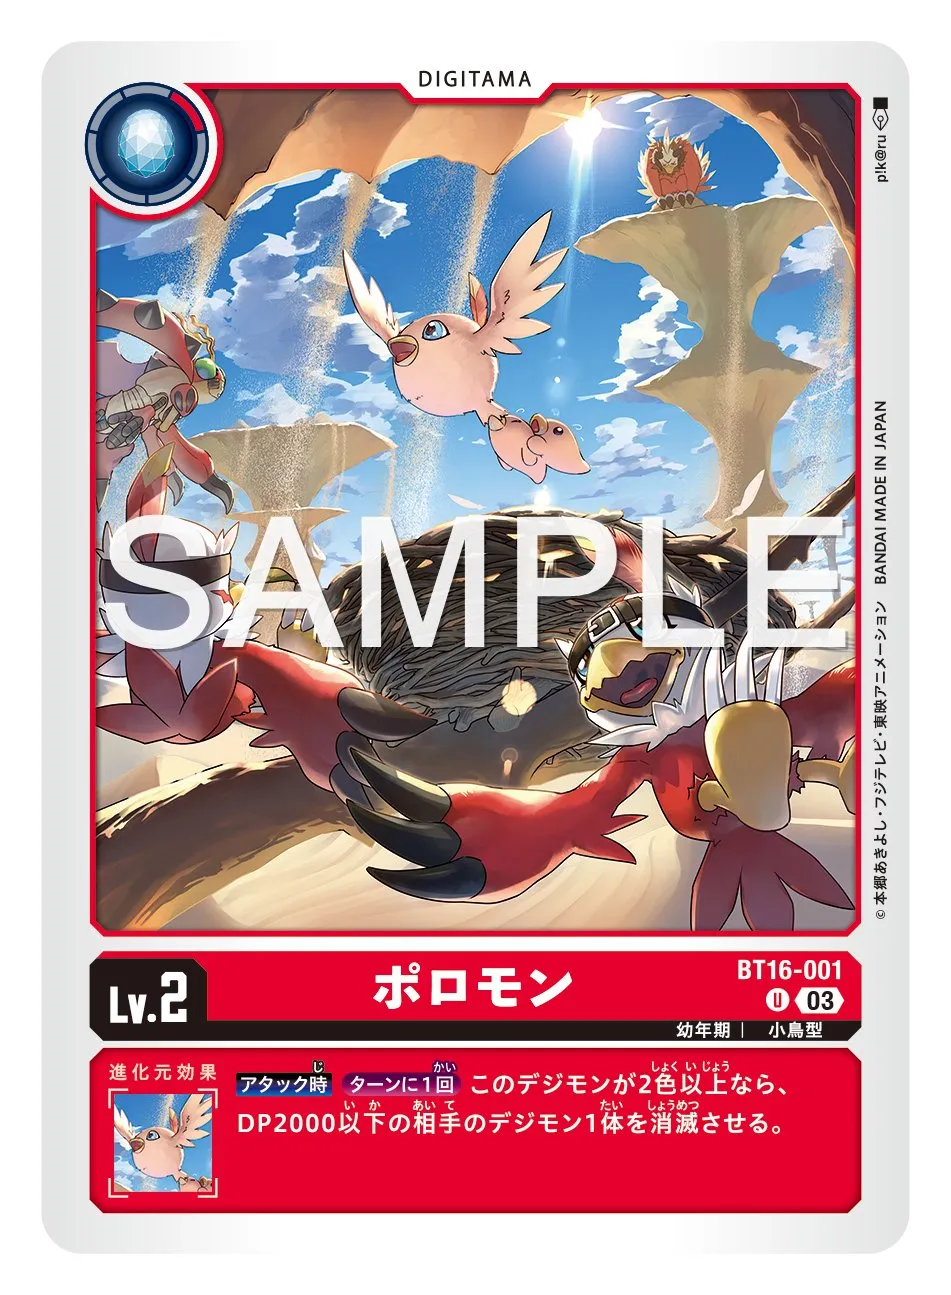 DIGITAMA
p!k@ru
SAMPLE
© 本郷あきよし・フジテレビ・東映アニメーション BANDAI MADE IN JAPAN
Lv.2
ポロモン
BT16-001
U 03
幼年期 | 小鳥型
進化元効果
アタック時 ターンに1回 このデジモンが2色以上なら、
DP2000以下の相手のデジモン1体を消滅させる。